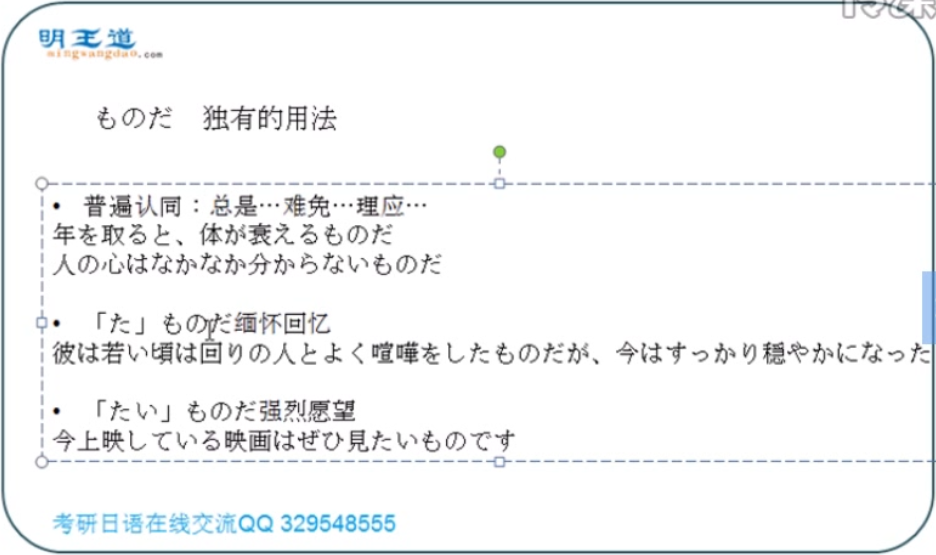 明王道
mingwangdao.com
ものだ　独有的用法
• 普遍认同：总是…难免…理应…
年を取ると、体が衰えるものだ
人の心はなかなか分からないものだ
• 「た」ものだ缅怀回忆
彼は若い頃は回りの人とよく喧嘩をしたものだが、今はすっかり穏やかになった
• 「たい」ものだ强烈愿望
今上映している映画はぜひ見たいものです
考研日语在线交流QQ 329548555